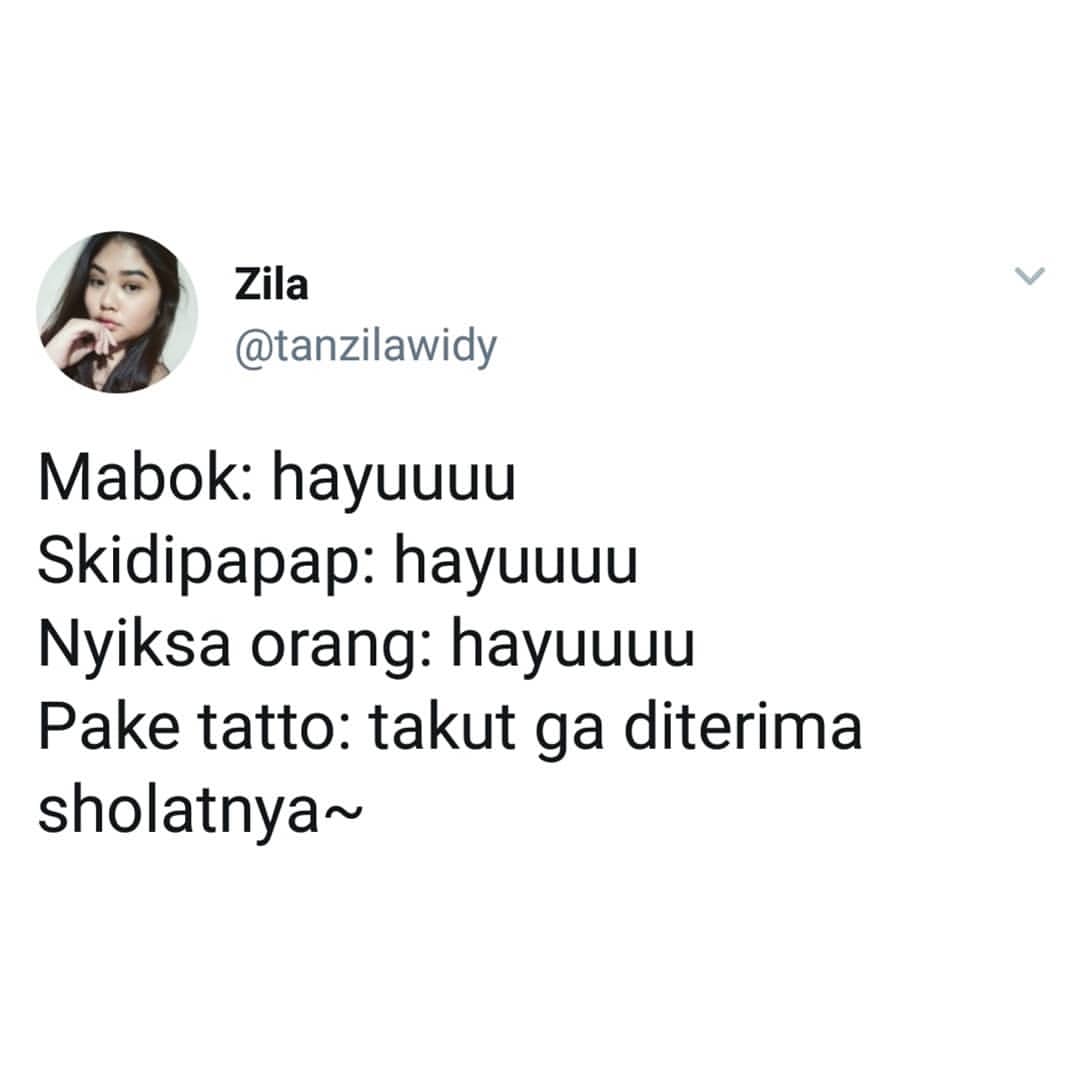 Zila
@tanzilawidy
Mabok: hayuuuu
Skidipapap: hayuuuu
Nyiksa orang: hayuuuu
Pake tatto: takut ga diterima
sholatnya~